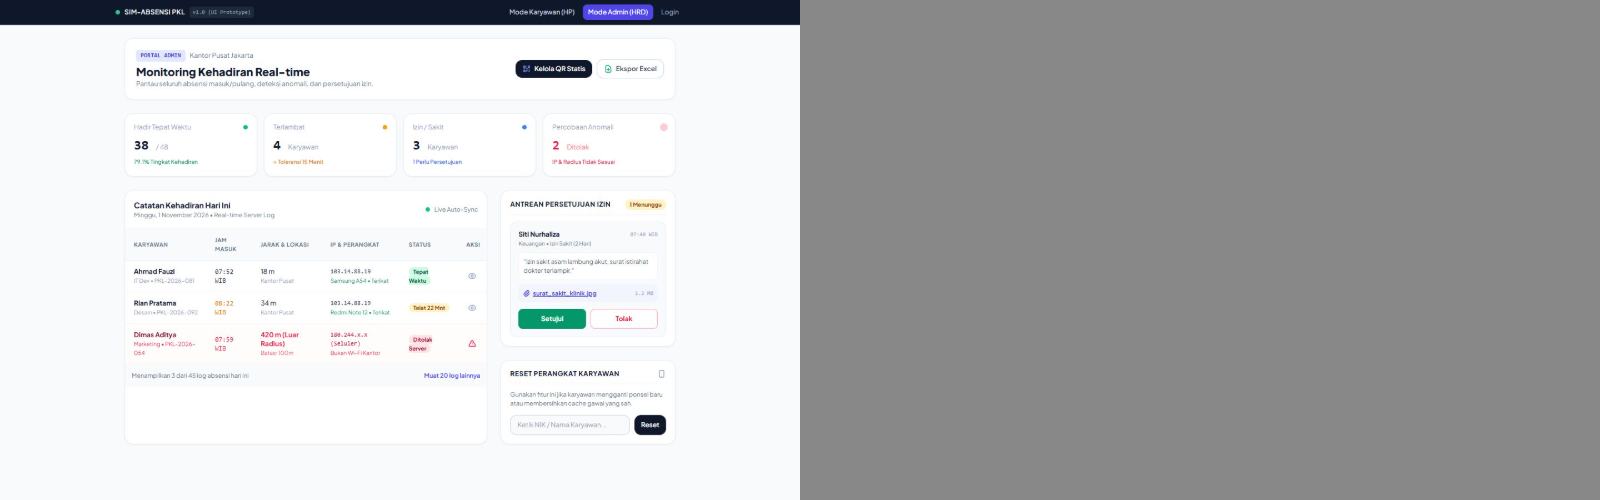 SIM-ABSENSI PKL v1.0 (UI Prototype) Mode Karyawan (HP) Mode Admin (HRD) Login
PORTAL ADMIN Kantor Pusat Jakarta
Monitoring Kehadiran Real-time
Pantau seluruh absensi masuk/pulang, deteksi anomali, dan persetujuan izin.
Kelola QR Statis Ekspor Excel
Hadir Tepat Waktu
38 / 48
79.1% Tingkat Kehadiran
Terlambat
4 Karyawan
> Toleransi 15 Menit
Izin / Sakit
3 Karyawan
1 Perlu Persetujuan
Percobaan Anomali
2 Ditolak
IP & Radius Tidak Sesuai
Catatan Kehadiran Hari Ini
Minggu, 1 November 2026 • Real-time Server Log
Live Auto-Sync
KARYAWAN JAM MASUK JARAK & LOKASI IP & PERANGKAT STATUS AKSI
Ahmad Fauzi 07:52 WIB 18 m 103.14.88.19 Tepat Waktu
IT Dev • PKL-2026-081 Kantor Pusat Samsung A54 • Terikat
Rian Pratama 08:22 WIB 34 m 103.14.88.19 Telat 22 Mnt
Desain • PKL-2026-092 Kantor Pusat Redmi Note 12 • Terikat
Dimas Aditya 07:59 WIB 420 m (Luar Radius) 180.244.x.x (Seluler) Ditolak Server
Marketing • PKL-2026-064 Batas 100m Bukan Wi-Fi Kantor
Menampilkan 3 dari 45 log absensi hari ini Muat 20 log lainnya
ANTREAN PERSETUJUAN IZIN 1 Menunggu
Siti Nurhaliza 07:40 WIB
Keuangan • Izin Sakit (2 Hari)
"Izin sakit asam lambung akut, surat istirahat
dokter terlampir."
surat_sakit_klinik.jpg 1.2 MB
Setujui Tolak
RESET PERANGKAT KARYAWAN
Gunakan fitur ini jika karyawan mengganti ponsel baru
atau membersihkan cache gawai yang sah.
Ketik NIK / Nama Karyawan... Reset